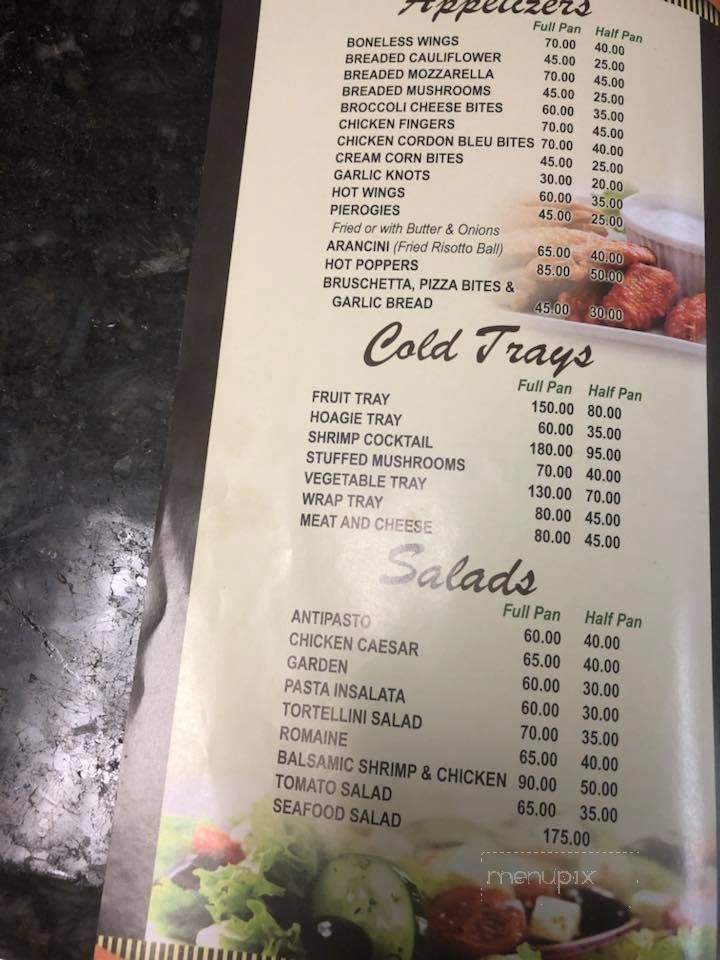 Appetizers
Full Pan Half Pan
BONELESS WINGS 70.00 40.00
BREADED CAULIFLOWER 45.00 25.00
BREADED MOZZARELLA 70.00 45.00
BREADED MUSHROOMS 45.00 25.00
BROCCOLI CHEESE BITES 60.00 35.00
CHICKEN FINGERS 70.00 45.00
CHICKEN CORDON BLEU BITES 70.00 40.00
CREAM CORN BITES 45.00 25.00
GARLIC KNOTS 30.00 20.00
HOT WINGS 60.00 35.00
PIEROGIES 45.00 25.00
Fried or with Butter & Onions
ARANCINI (Fried Risotto Ball) 65.00 40.00
HOT POPPERS 85.00 50.00
BRUSCHETTA, PIZZA BITES &
GARLIC BREAD 45.00 30.00
Cold Trays
Full Pan Half Pan
FRUIT TRAY 150.00 80.00
HOAGIE TRAY 60.00 35.00
SHRIMP COCKTAIL 180.00 95.00
STUFFED MUSHROOMS 70.00 40.00
VEGETABLE TRAY 130.00 70.00
WRAP TRAY 80.00 45.00
MEAT AND CHEESE 80.00 45.00
Salads
Full Pan Half Pan
ANTIPASTO 60.00 40.00
CHICKEN CAESAR 65.00 40.00
GARDEN 60.00 30.00
PASTA INSALATA 60.00 30.00
TORTELLINI SALAD 70.00 35.00
ROMAINE 65.00 40.00
BALSAMIC SHRIMP & CHICKEN 90.00 50.00
TOMATO SALAD 65.00 35.00
SEAFOOD SALAD 175.00
menupix